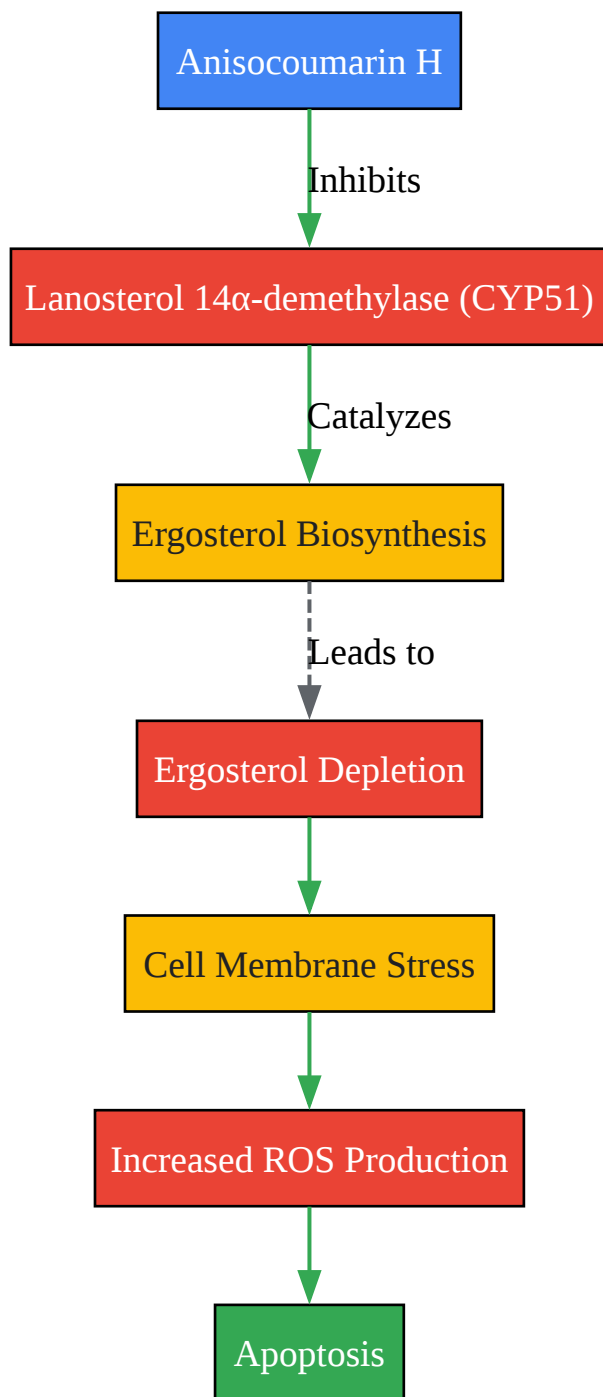 Anisocoumarin H
Inhibits
Lanosterol 14α-demethylase (CYP51)
Catalyzes
Ergosterol Biosynthesis
Leads to
Ergosterol Depletion
Cell Membrane Stress
Increased ROS Production
Apoptosis